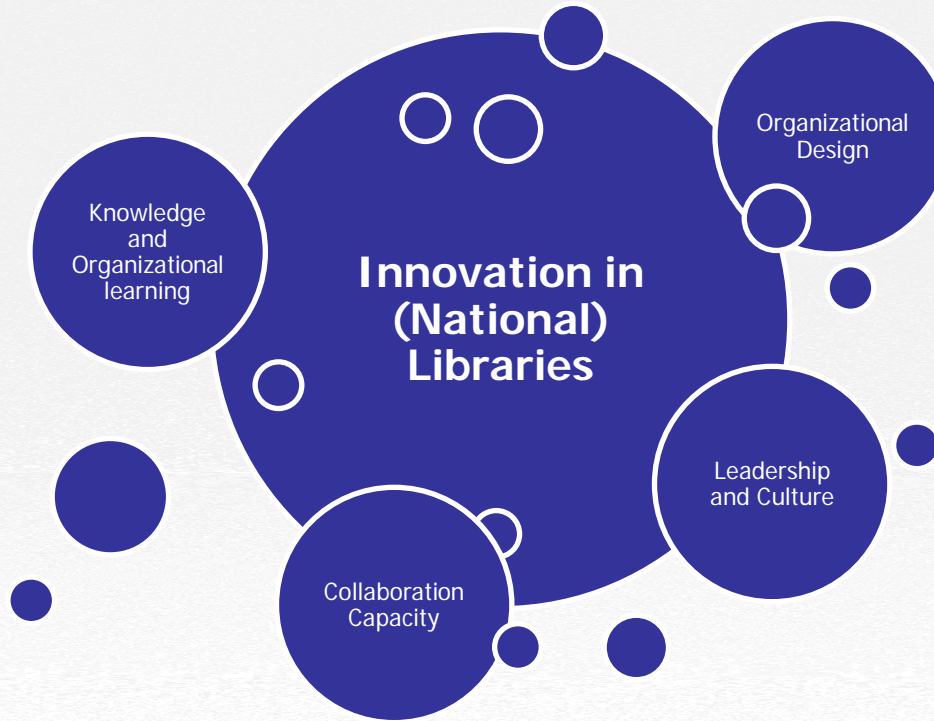 Organizational
Design
Knowledge
and
Organizational
learning
Innovation in
(National)
Libraries
Leadership
and Culture
Collaboration
Capacity